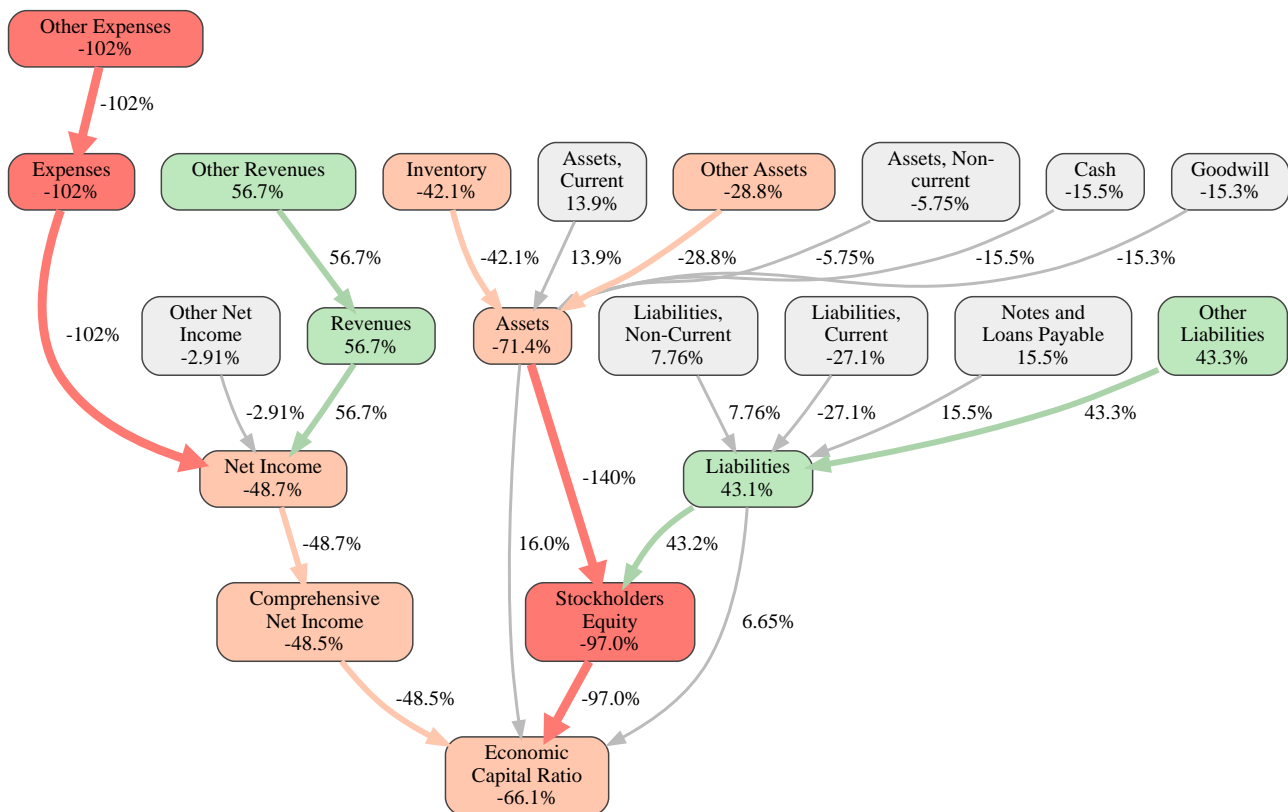 Other Expenses
-102%
-102%
Expenses
-102%
Other Revenues
56.7%
Inventory
-42.1%
Assets,
Current
13.9%
Other Assets
-28.8%
Assets, Non-
current
-5.75%
Cash
-15.5%
Goodwill
-15.3%
56.7%
-42.1%
13.9%
-28.8%
-5.75%
-15.5%
-15.3%
-102%
Other Net
Income
-2.91%
Revenues
56.7%
Assets
-71.4%
Liabilities,
Non-Current
7.76%
Liabilities,
Current
-27.1%
Notes and
Loans Payable
15.5%
Other
Liabilities
43.3%
-2.91%
56.7%
7.76%
-27.1%
15.5%
43.3%
Net Income
-48.7%
-140%
Liabilities
43.1%
-48.7%
16.0%
43.2%
Comprehensive
Net Income
-48.5%
Stockholders
Equity
-97.0%
6.65%
-48.5%
-97.0%
Economic
Capital Ratio
-66.1%